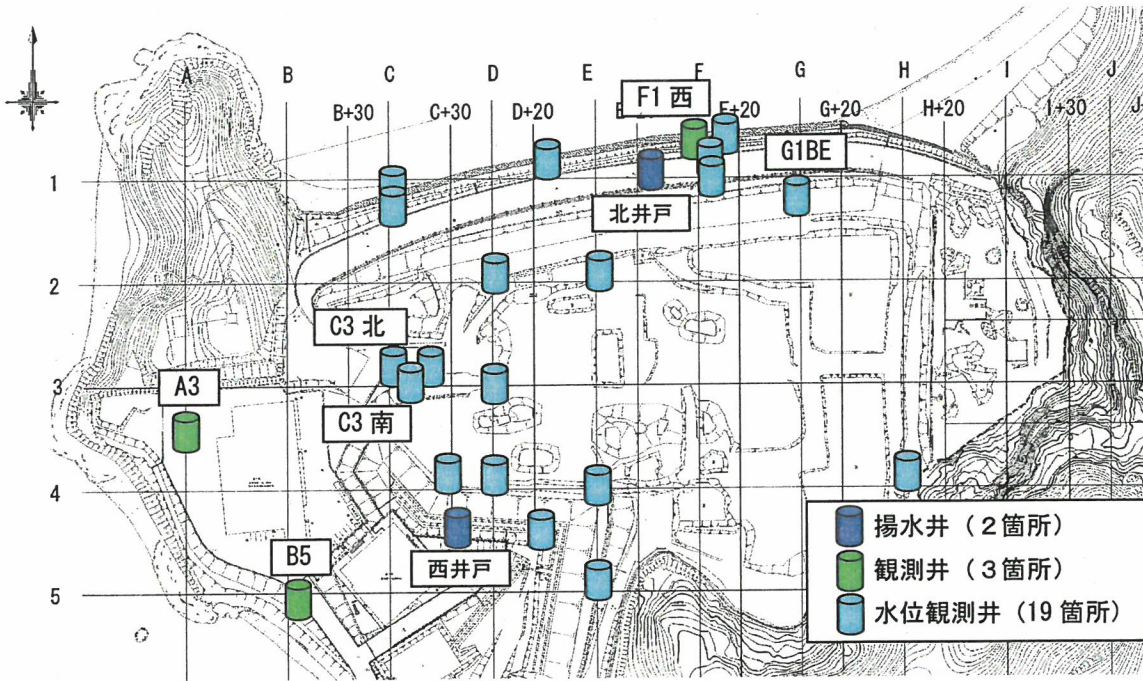 A B C D E F G H I J
B+30 C+30 D+20 F+20 G+20 H+20 I+30
F1 西
G1BE
1
北井戸
2
C3 北
3
A3
C3 南
4
揚水井（2箇所）
B5
西井戸
観測井（3箇所）
5
水位観測井（19箇所）